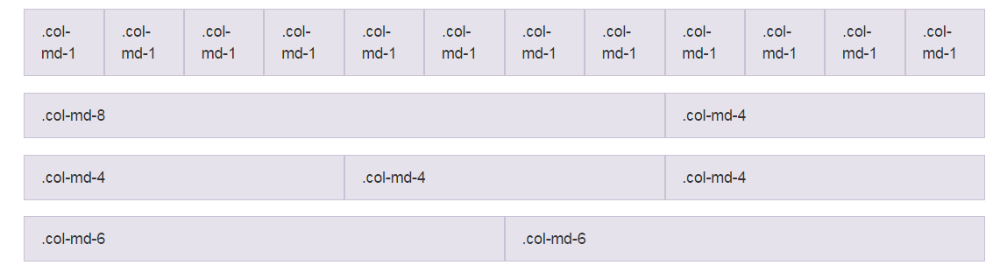 .col- .col- .col- .col- .col- .col- .col- .col- .col- .col- .col- .col-
md-1 md-1 md-1 md-1 md-1 md-1 md-1 md-1 md-1 md-1 md-1 md-1
.col-md-8 .col-md-4
.col-md-4 .col-md-4 .col-md-4
.col-md-6 .col-md-6